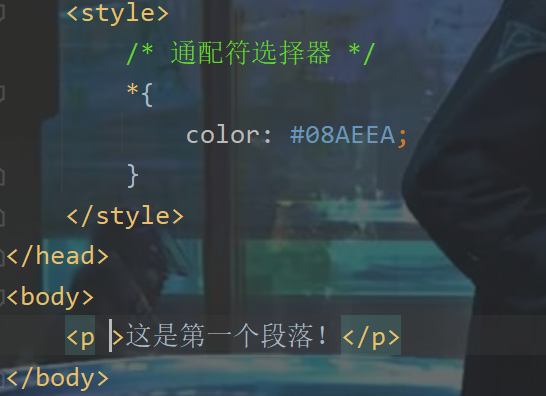 <style>
/* 通配符选择器 */
*{
color: #08AEEA;
}
</style>
</head>
<body>
<p >这是第一个段落！</p>
</body>